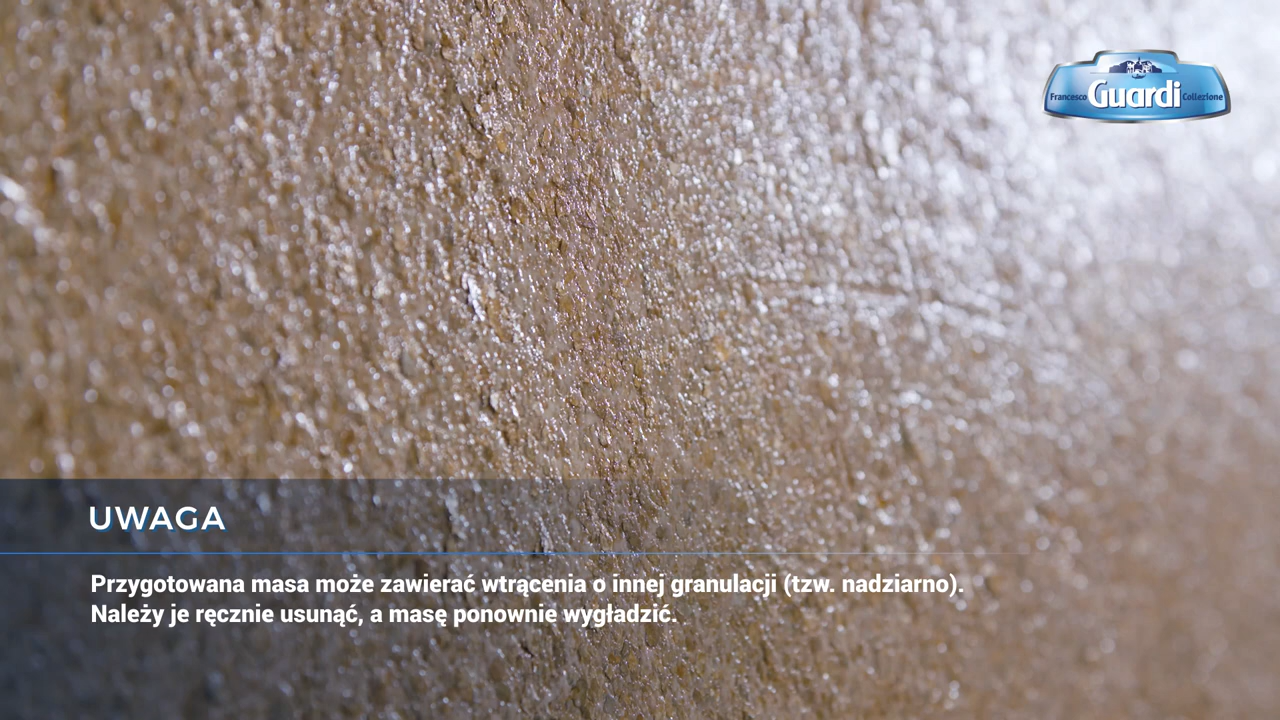 Francesco Guardi Collezione
UWAGA
Przygotowana masa może zawierać wtrącenia o innej granulacji (tzw. nadziarno).
Należy je ręcznie usunąć, a masę ponownie wygładzić.